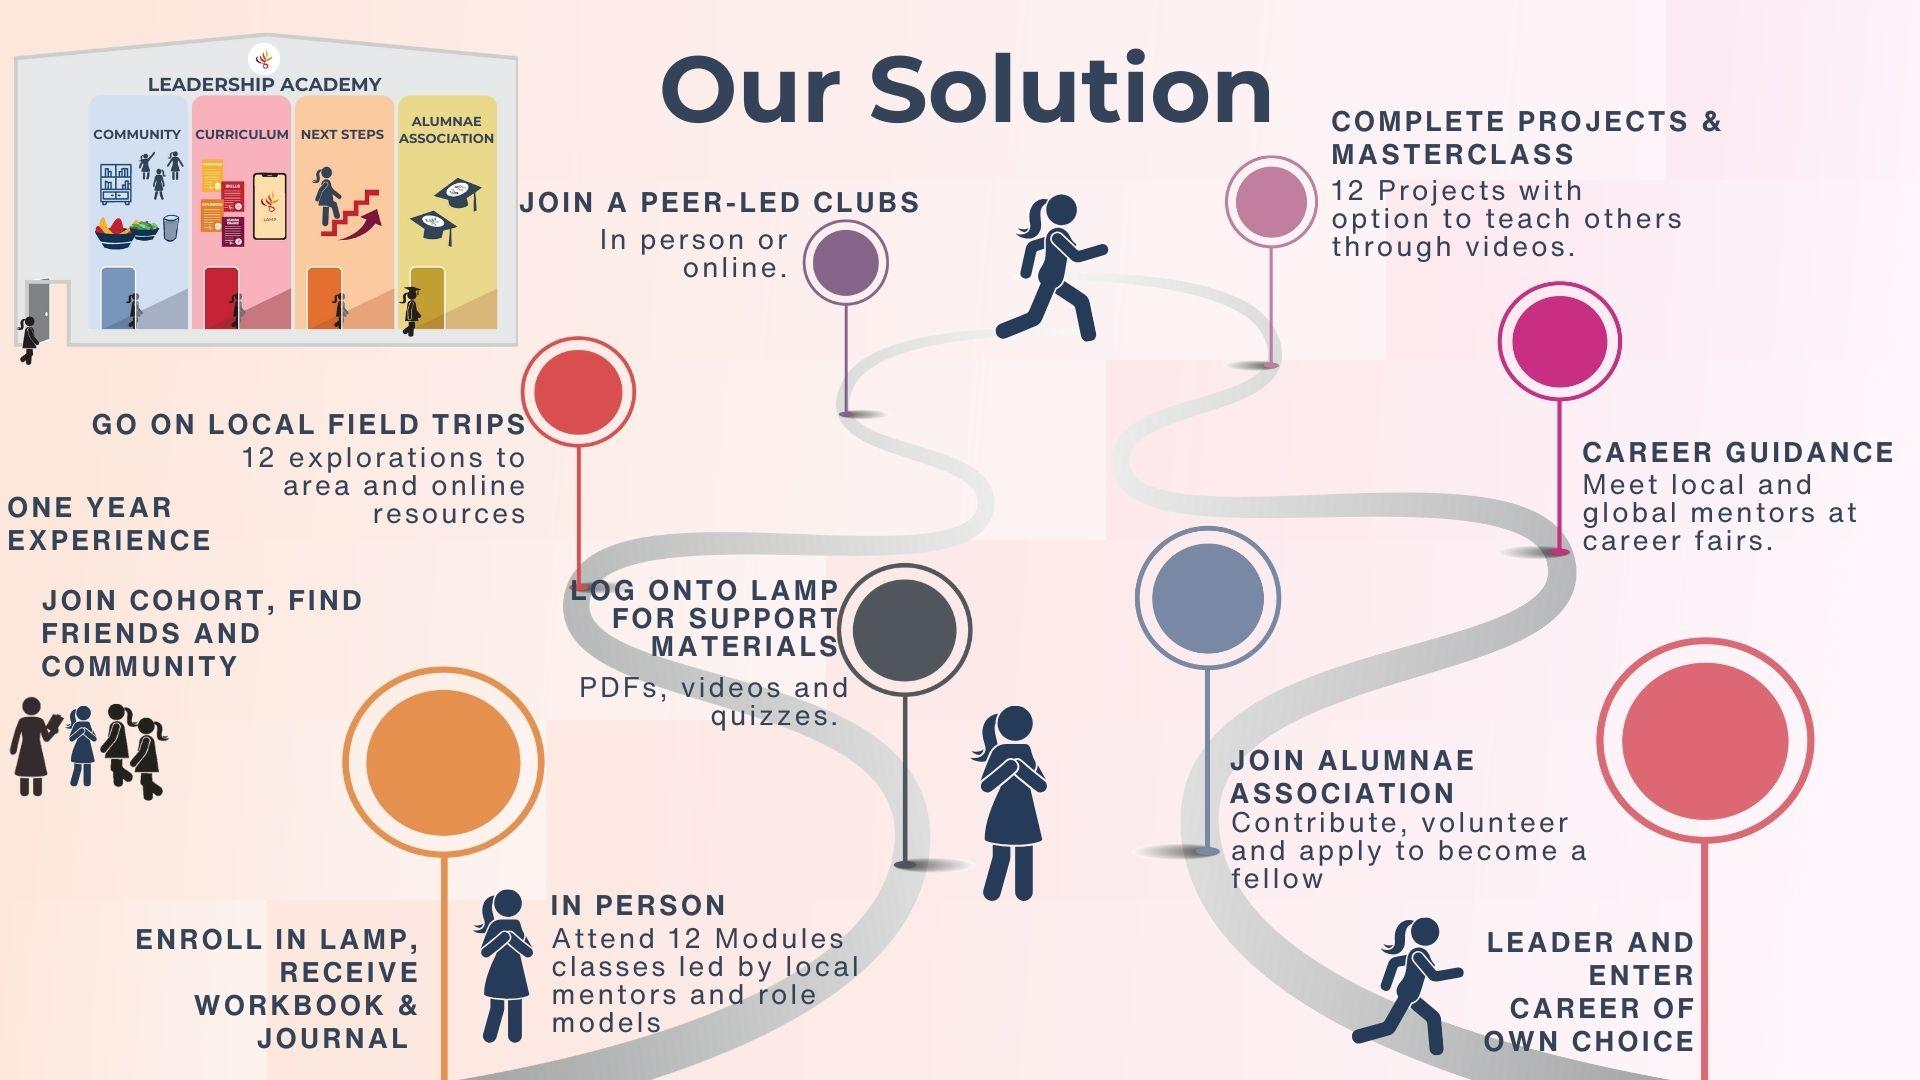 Our Solution
LEADERSHIP ACADEMY
COMMUNITY
CURRICULUM
NEXT STEPS
ALUMNAE
ASSOCIATION
SKILLS
LAMP
ONE YEAR
EXPERIENCE
JOIN COHORT, FIND
FRIENDS AND
COMMUNITY
ENROLL IN LAMP,
RECEIVE
WORKBOOK &
JOURNAL
IN PERSON
Attend 12 Modules
classes led by local
mentors and role
models
LOG ONTO LAMP
FOR SUPPORT
MATERIALS
PDFs, videos and
quizzes.
GO ON LOCAL FIELD TRIPS
12 explorations to
area and online
resources
JOIN A PEER-LED CLUBS
In person or
online.
COMPLETE PROJECTS &
MASTERCLASS
12 Projects with
option to teach others
through videos.
CAREER GUIDANCE
Meet local and
global mentors at
career fairs.
JOIN ALUMNAE
ASSOCIATION
Contribute, volunteer
and apply to become a
fellow
LEADER AND
ENTER
CAREER OF
OWN CHOICE